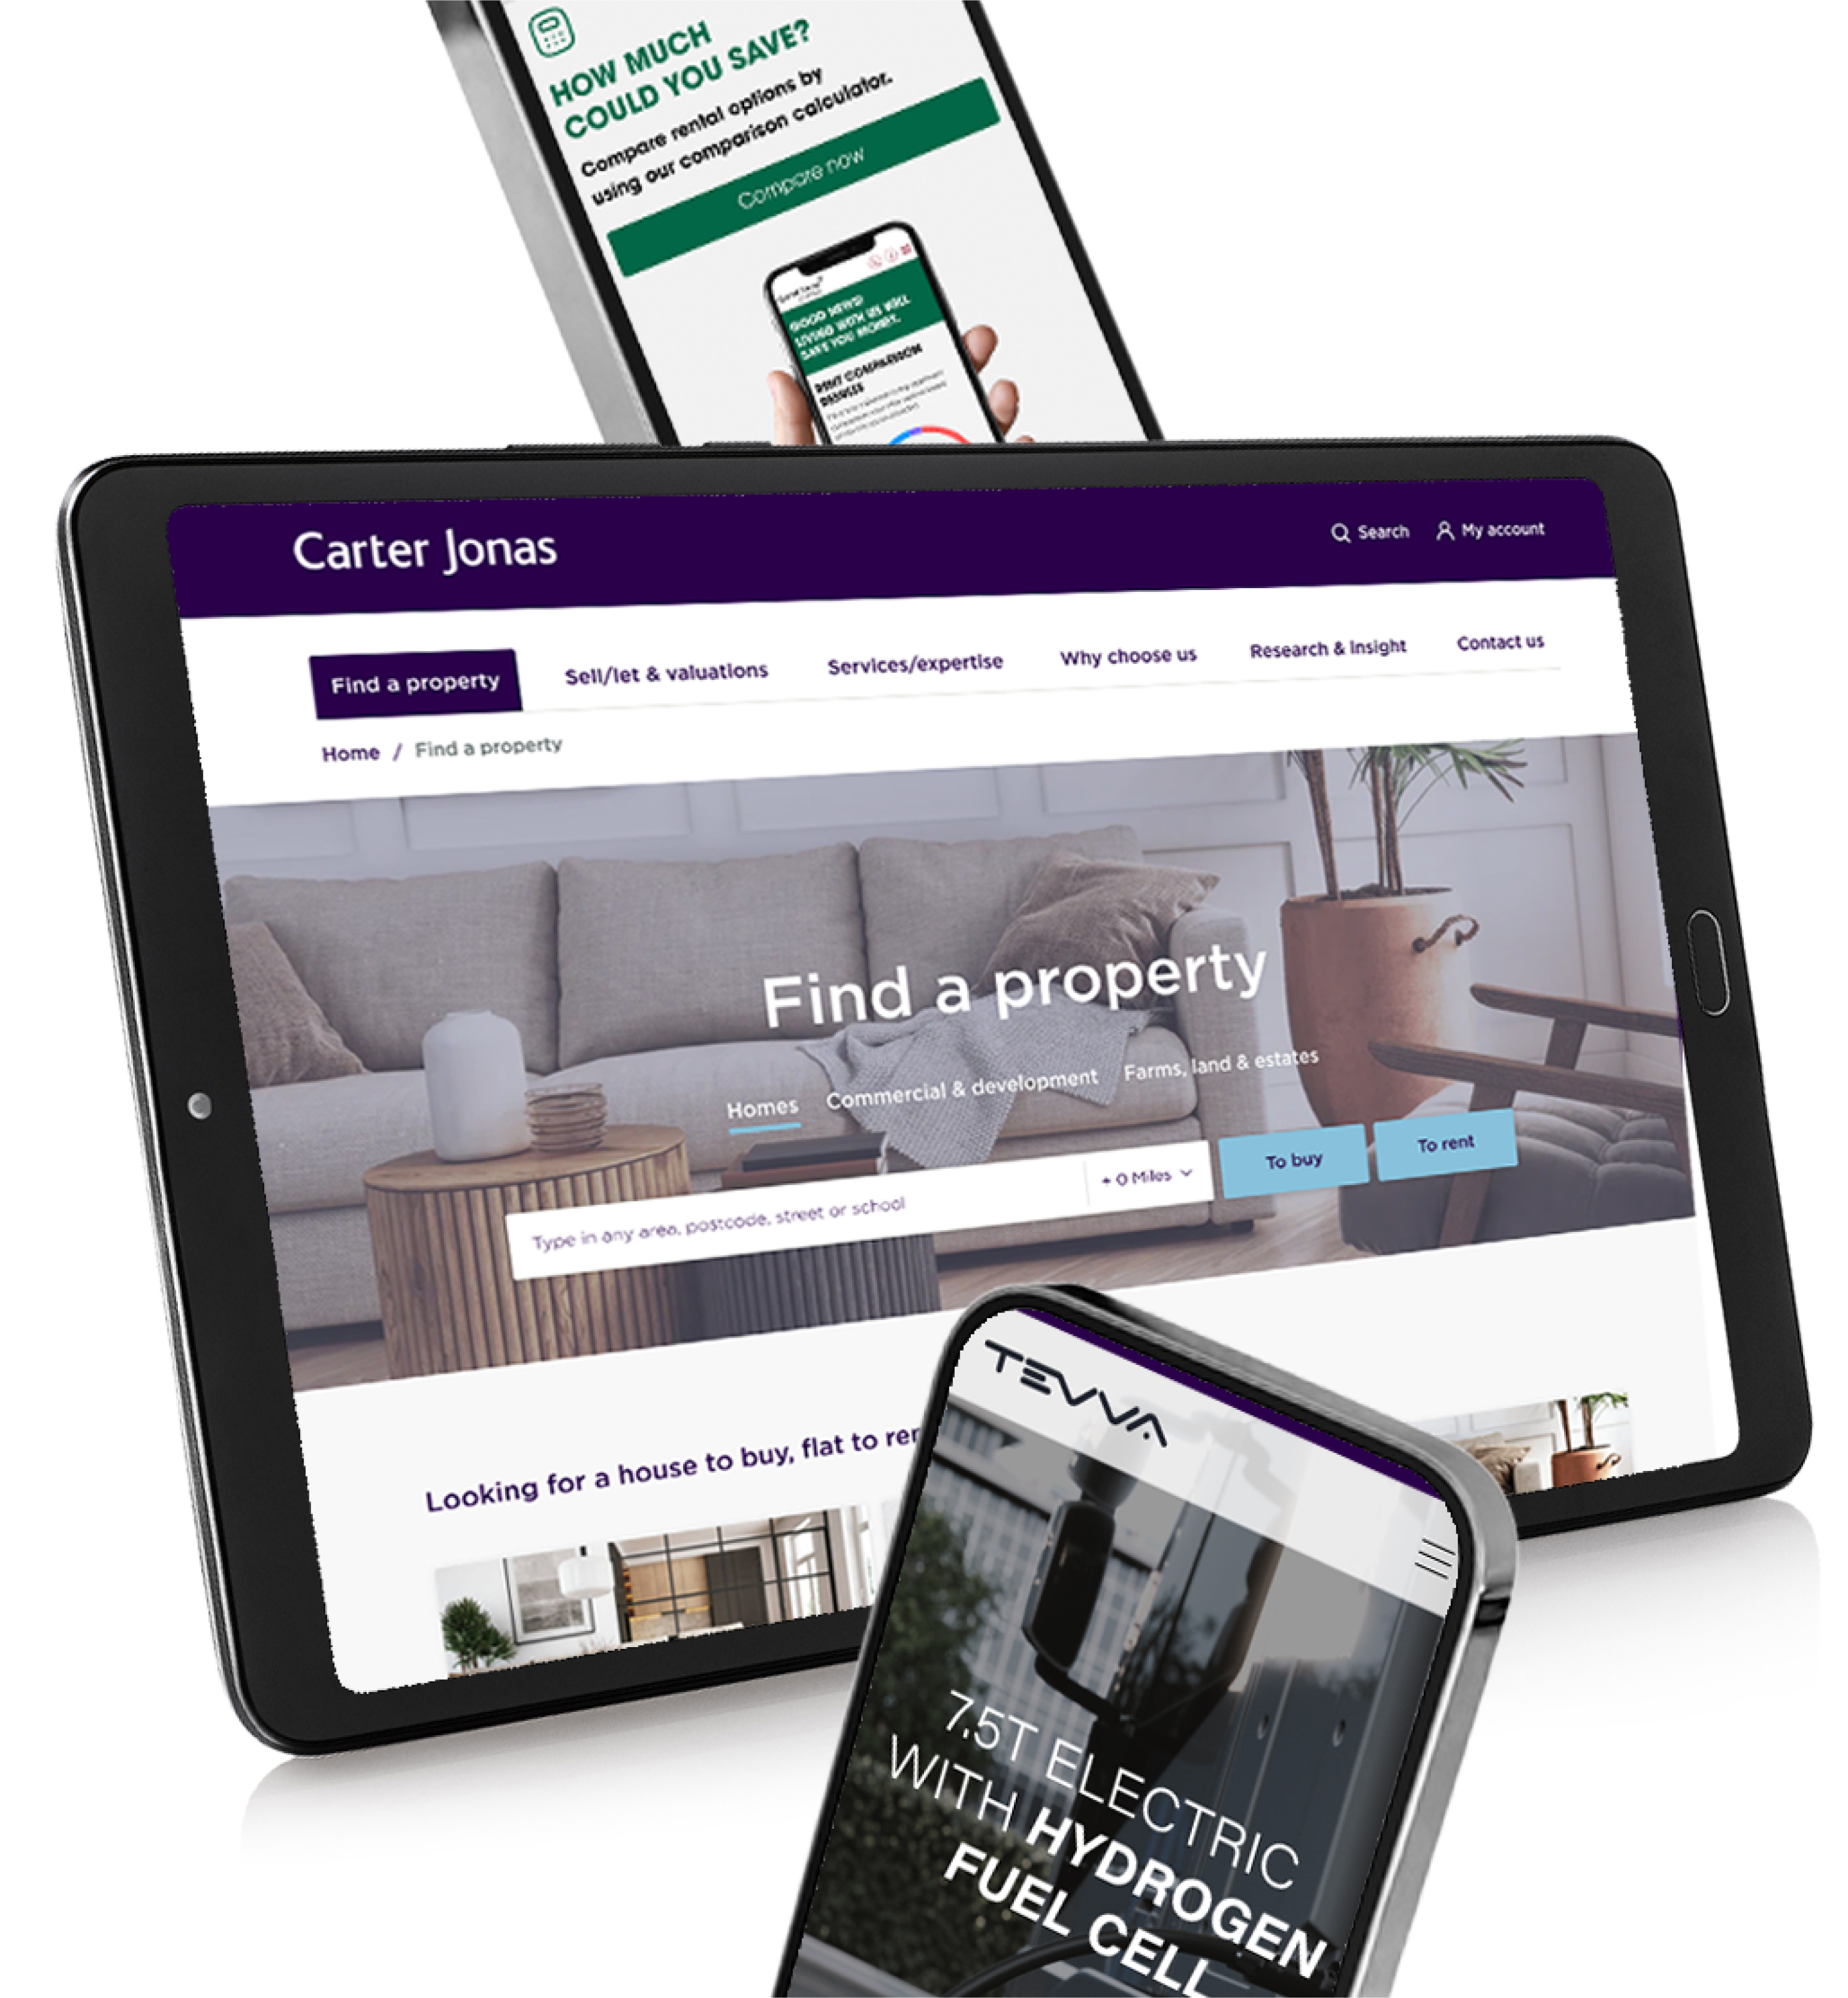 HOW MUCH
COULD YOU SAVE?
Compare rental options by
using our comparison calculator.
Compare now
GOOD NEWS!
LIVING WITH US WILL
SAVE YOU MONEY.
RENT COMPARISON
Carter Jonas
Search
My account
Find a property
Sell/let & valuations
Services/expertise
Why choose us
Research & Insight
Contact us
Home / Find a property
Find a property
Homes
Commercial & development
Farms, land & estates
Type in any area, postcode, street or school
+ 0 Miles
To buy
To rent
Looking for a house to buy, flat to
TEVVA
7.5T ELECTRIC
WITH HYDROGEN
FUEL CELL